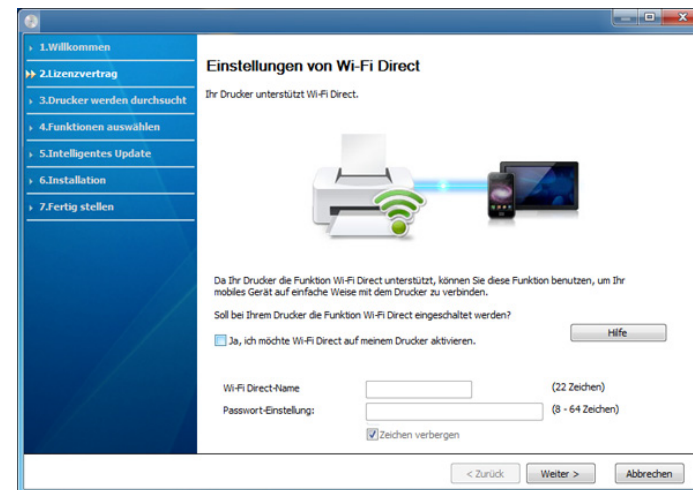 1.Willkommen
2.Lizenzvertrag
3.Drucker werden durchsucht
4.Funktionen auswählen
5.Intelligentes Update
6.Installation
7.Fertig stellen
Einstellungen von Wi-Fi Direct
Ihr Drucker unterstützt Wi-Fi Direct.
Da Ihr Drucker die Funktion Wi-Fi Direct unterstützt, können Sie diese Funktion benutzen, um Ihr
mobiles Gerät auf einfache Weise mit dem Drucker zu verbinden.
Soll bei Ihrem Drucker die Funktion Wi-Fi Direct eingeschaltet werden?
Hilfe
Ja, ich möchte Wi-Fi Direct auf meinem Drucker aktivieren.
Wi-Fi Direct-Name (22 Zeichen)
Passwort-Einstellung: (8 - 64 Zeichen)
Zeichen verbergen
< Zurück Weiter > Abbrechen